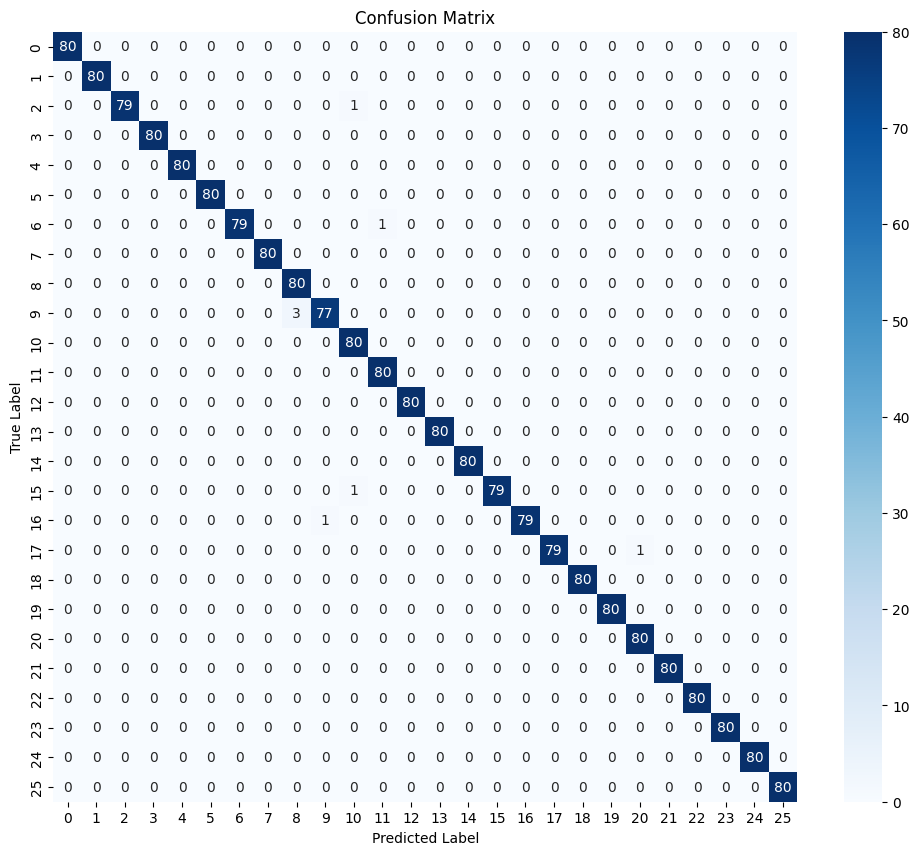 Confusion Matrix
0 80 0 0 0 0 0 0 0 0 0 0 0 0 0 0 0 0 0 0 0 0 0 0 0 0 0 80
1 0 80 0 0 0 0 0 0 0 0 0 0 0 0 0 0 0 0 0 0 0 0 0 0 0 0
2 0 0 79 0 0 0 0 0 0 0 1 0 0 0 0 0 0 0 0 0 0 0 0 0 0 0
3 0 0 0 80 0 0 0 0 0 0 0 0 0 0 0 0 0 0 0 0 0 0 0 0 0 0 70
4 0 0 0 0 80 0 0 0 0 0 0 0 0 0 0 0 0 0 0 0 0 0 0 0 0 0
5 0 0 0 0 0 80 0 0 0 0 0 0 0 0 0 0 0 0 0 0 0 0 0 0 0 0
6 0 0 0 0 0 0 79 0 0 0 0 1 0 0 0 0 0 0 0 0 0 0 0 0 0 0 60
7 0 0 0 0 0 0 0 80 0 0 0 0 0 0 0 0 0 0 0 0 0 0 0 0 0 0
8 0 0 0 0 0 0 0 0 80 0 0 0 0 0 0 0 0 0 0 0 0 0 0 0 0 0
9 0 0 0 0 0 0 0 0 3 77 0 0 0 0 0 0 0 0 0 0 0 0 0 0 0 0 50
10 0 0 0 0 0 0 0 0 0 0 80 0 0 0 0 0 0 0 0 0 0 0 0 0 0 0
11 0 0 0 0 0 0 0 0 0 0 0 80 0 0 0 0 0 0 0 0 0 0 0 0 0 0
12 0 0 0 0 0 0 0 0 0 0 0 0 80 0 0 0 0 0 0 0 0 0 0 0 0 0 40
True Label
13 0 0 0 0 0 0 0 0 0 0 0 0 0 80 0 0 0 0 0 0 0 0 0 0 0 0
14 0 0 0 0 0 0 0 0 0 0 0 0 0 0 80 0 0 0 0 0 0 0 0 0 0 0
15 0 0 0 0 0 0 0 0 0 0 1 0 0 0 0 79 0 0 0 0 0 0 0 0 0 0
16 0 0 0 0 0 0 0 0 0 1 0 0 0 0 0 0 79 0 0 0 0 0 0 0 0 0 30
17 0 0 0 0 0 0 0 0 0 0 0 0 0 0 0 0 0 79 0 0 1 0 0 0 0 0
18 0 0 0 0 0 0 0 0 0 0 0 0 0 0 0 0 0 0 80 0 0 0 0 0 0 0
19 0 0 0 0 0 0 0 0 0 0 0 0 0 0 0 0 0 0 0 80 0 0 0 0 0 0 20
20 0 0 0 0 0 0 0 0 0 0 0 0 0 0 0 0 0 0 0 0 80 0 0 0 0 0
21 0 0 0 0 0 0 0 0 0 0 0 0 0 0 0 0 0 0 0 0 0 80 0 0 0 0
22 0 0 0 0 0 0 0 0 0 0 0 0 0 0 0 0 0 0 0 0 0 0 80 0 0 0 10
23 0 0 0 0 0 0 0 0 0 0 0 0 0 0 0 0 0 0 0 0 0 0 0 80 0 0
24 0 0 0 0 0 0 0 0 0 0 0 0 0 0 0 0 0 0 0 0 0 0 0 0 80 0
25 0 0 0 0 0 0 0 0 0 0 0 0 0 0 0 0 0 0 0 0 0 0 0 0 0 80 0
0 1 2 3 4 5 6 7 8 9 10 11 12 13 14 15 16 17 18 19 20 21 22 23 24 25
Predicted Label